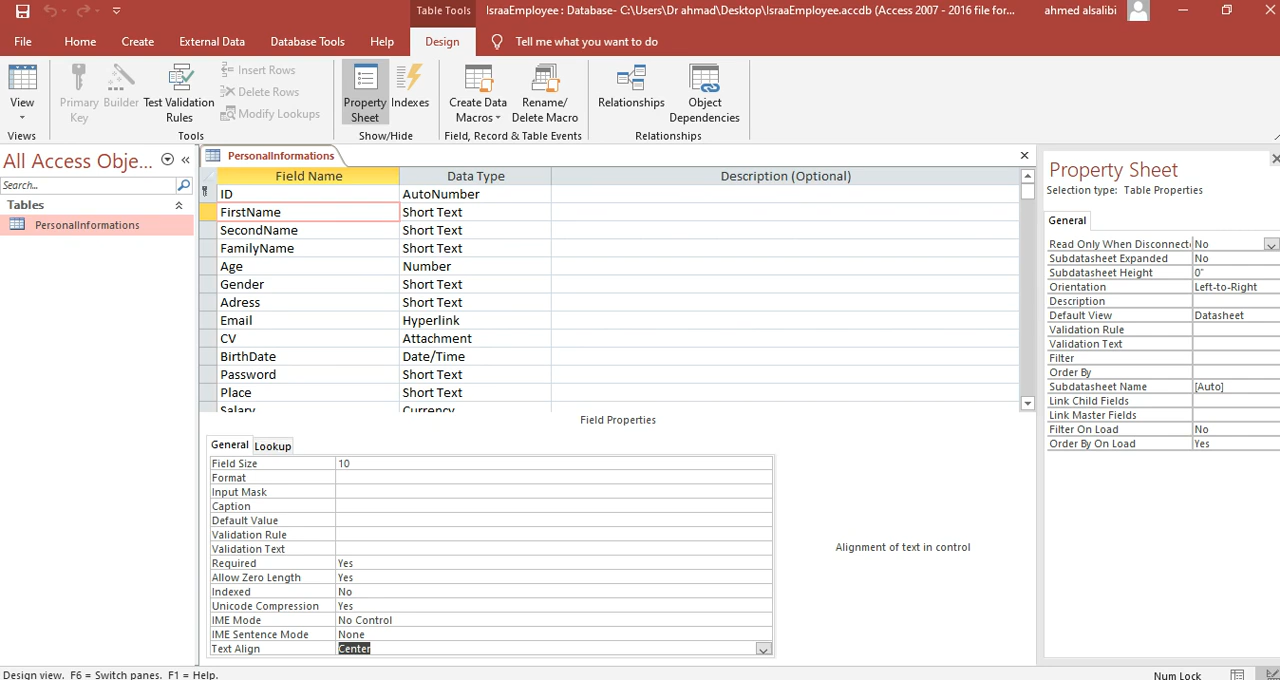 Table Tools
IsraaEmployee : Database- C:\Users\Dr ahmad\Desktop\IsraaEmployee.accdb (Access 2007 - 2016 file for...
ahmed alsalibi
File Home Create External Data Database Tools Help Design Tell me what you want to do
View
Views
Primary Key
Builder
Test Validation Rules
Insert Rows
Delete Rows
Modify Lookups
Tools
Property Sheet
Indexes
Show/Hide
Create Data Macros
Rename/ Delete Macro
Field, Record & Table Events
Relationships
Object Dependencies
Relationships
All Access Obje...
Search...
Tables
PersonalInformations
PersonalInformations
Field Name Data Type Description (Optional)
ID AutoNumber
FirstName Short Text
SecondName Short Text
FamilyName Short Text
Age Number
Gender Short Text
Adress Short Text
Email Hyperlink
CV Attachment
BirthDate Date/Time
Password Short Text
Place Short Text
Salary Currency
Field Properties
General Lookup
Field Size 10
Format
Input Mask
Caption
Default Value
Validation Rule
Validation Text
Required Yes
Allow Zero Length Yes
Indexed No
Unicode Compression Yes
IME Mode No Control
IME Sentence Mode None
Text Align Center
Alignment of text in control
Property Sheet
Selection type: Table Properties
General
Read Only When Disconnecte No
Subdatasheet Expanded No
Subdatasheet Height 0"
Orientation Left-to-Right
Description
Default View Datasheet
Validation Rule
Validation Text
Filter
Order By
Subdatasheet Name [Auto]
Link Child Fields
Link Master Fields
Filter On Load No
Order By On Load Yes
Design view. F6 = Switch panes. F1 = Help.
Num Lock